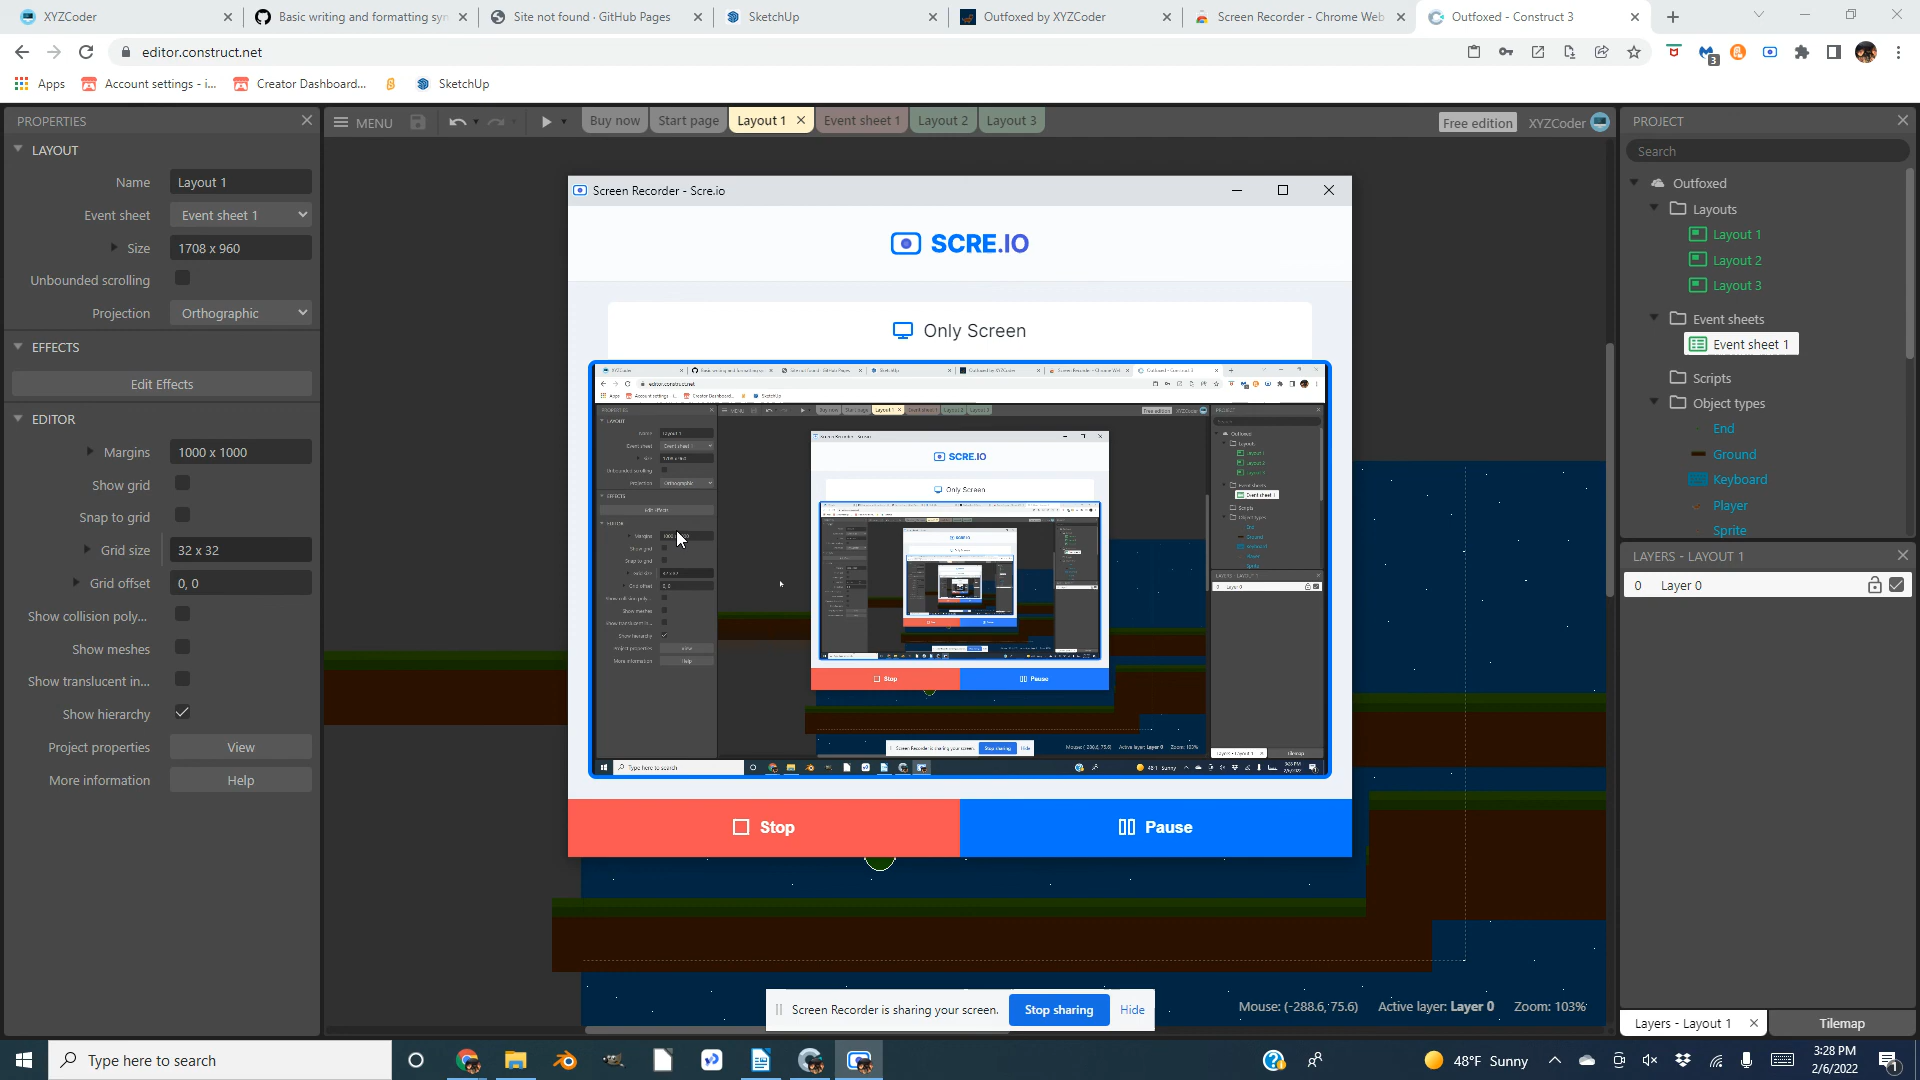 XYZCoder
Basic writing and formatting syn
Site not found · GitHub Pages
SketchUp
Outfoxed by XYZCoder
Screen Recorder - Chrome Web
Outfoxed - Construct 3
editor.construct.net
3
Apps
Account settings - i...
Creator Dashboard...
SketchUp
PROPERTIES
MENU
Buy now
Start page
Layout 1
Event sheet 1
Layout 2
Layout 3
Free edition
XYZCoder
PROJECT
LAYOUT
Name
Layout 1
Event sheet
Event sheet 1
Size
1708 x 960
Unbounded scrolling
Projection
Orthographic
EFFECTS
Edit Effects
EDITOR
Margins
1000 x 1000
Show grid
Snap to grid
Grid size
32 x 32
Grid offset
0, 0
Show collision poly...
Show meshes
Show translucent in...
Show hierarchy
Project properties
View
More information
Help
Screen Recorder - Scre.io
SCRE.IO
Only Screen
SCRE.IO
Only Screen
Stop
Pause
Stop
Pause
Screen Recorder is sharing your screen.
Stop sharing
Hide
Mouse: (-288.6, 75.6)
Active layer: Layer 0
Zoom: 103%
Search
Outfoxed
Layouts
Layout 1
Layout 2
Layout 3
Event sheets
Event sheet 1
Scripts
Object types
End
Ground
Keyboard
Player
Sprite
LAYERS - LAYOUT 1
0
Layer 0
Layers - Layout 1
Tilemap
Type here to search
48°F Sunny
3:28 PM
2/6/2022
1